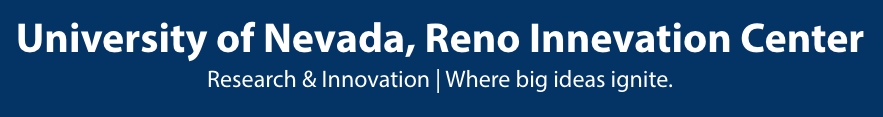 University of Nevada, Reno Innevation Center
Research & Innovation | Where big ideas ignite.